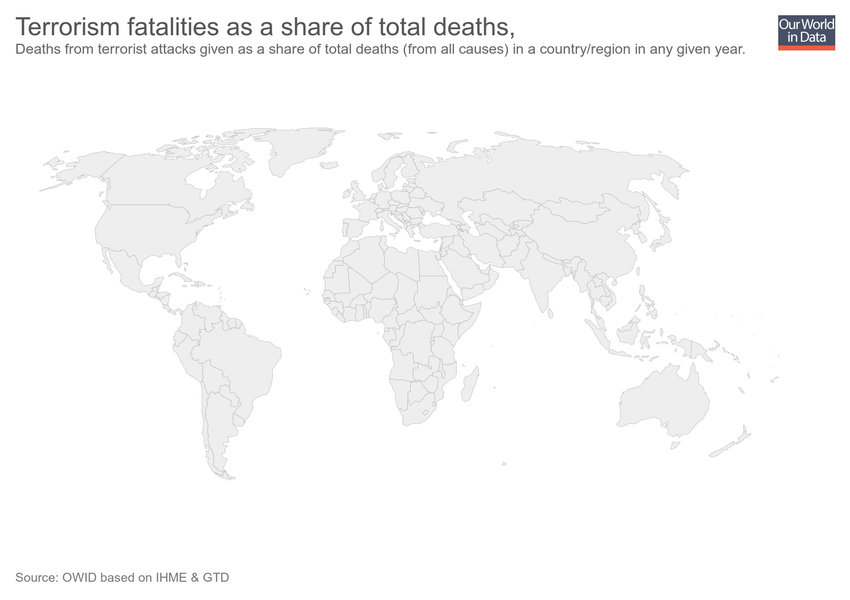 Terrorism fatalities as a share of total deaths,
Deaths from terrorist attacks given as a share of total deaths (from all causes) in a country/region in any given year.
Our World
in Data
Source: OWID based on IHME & GTD